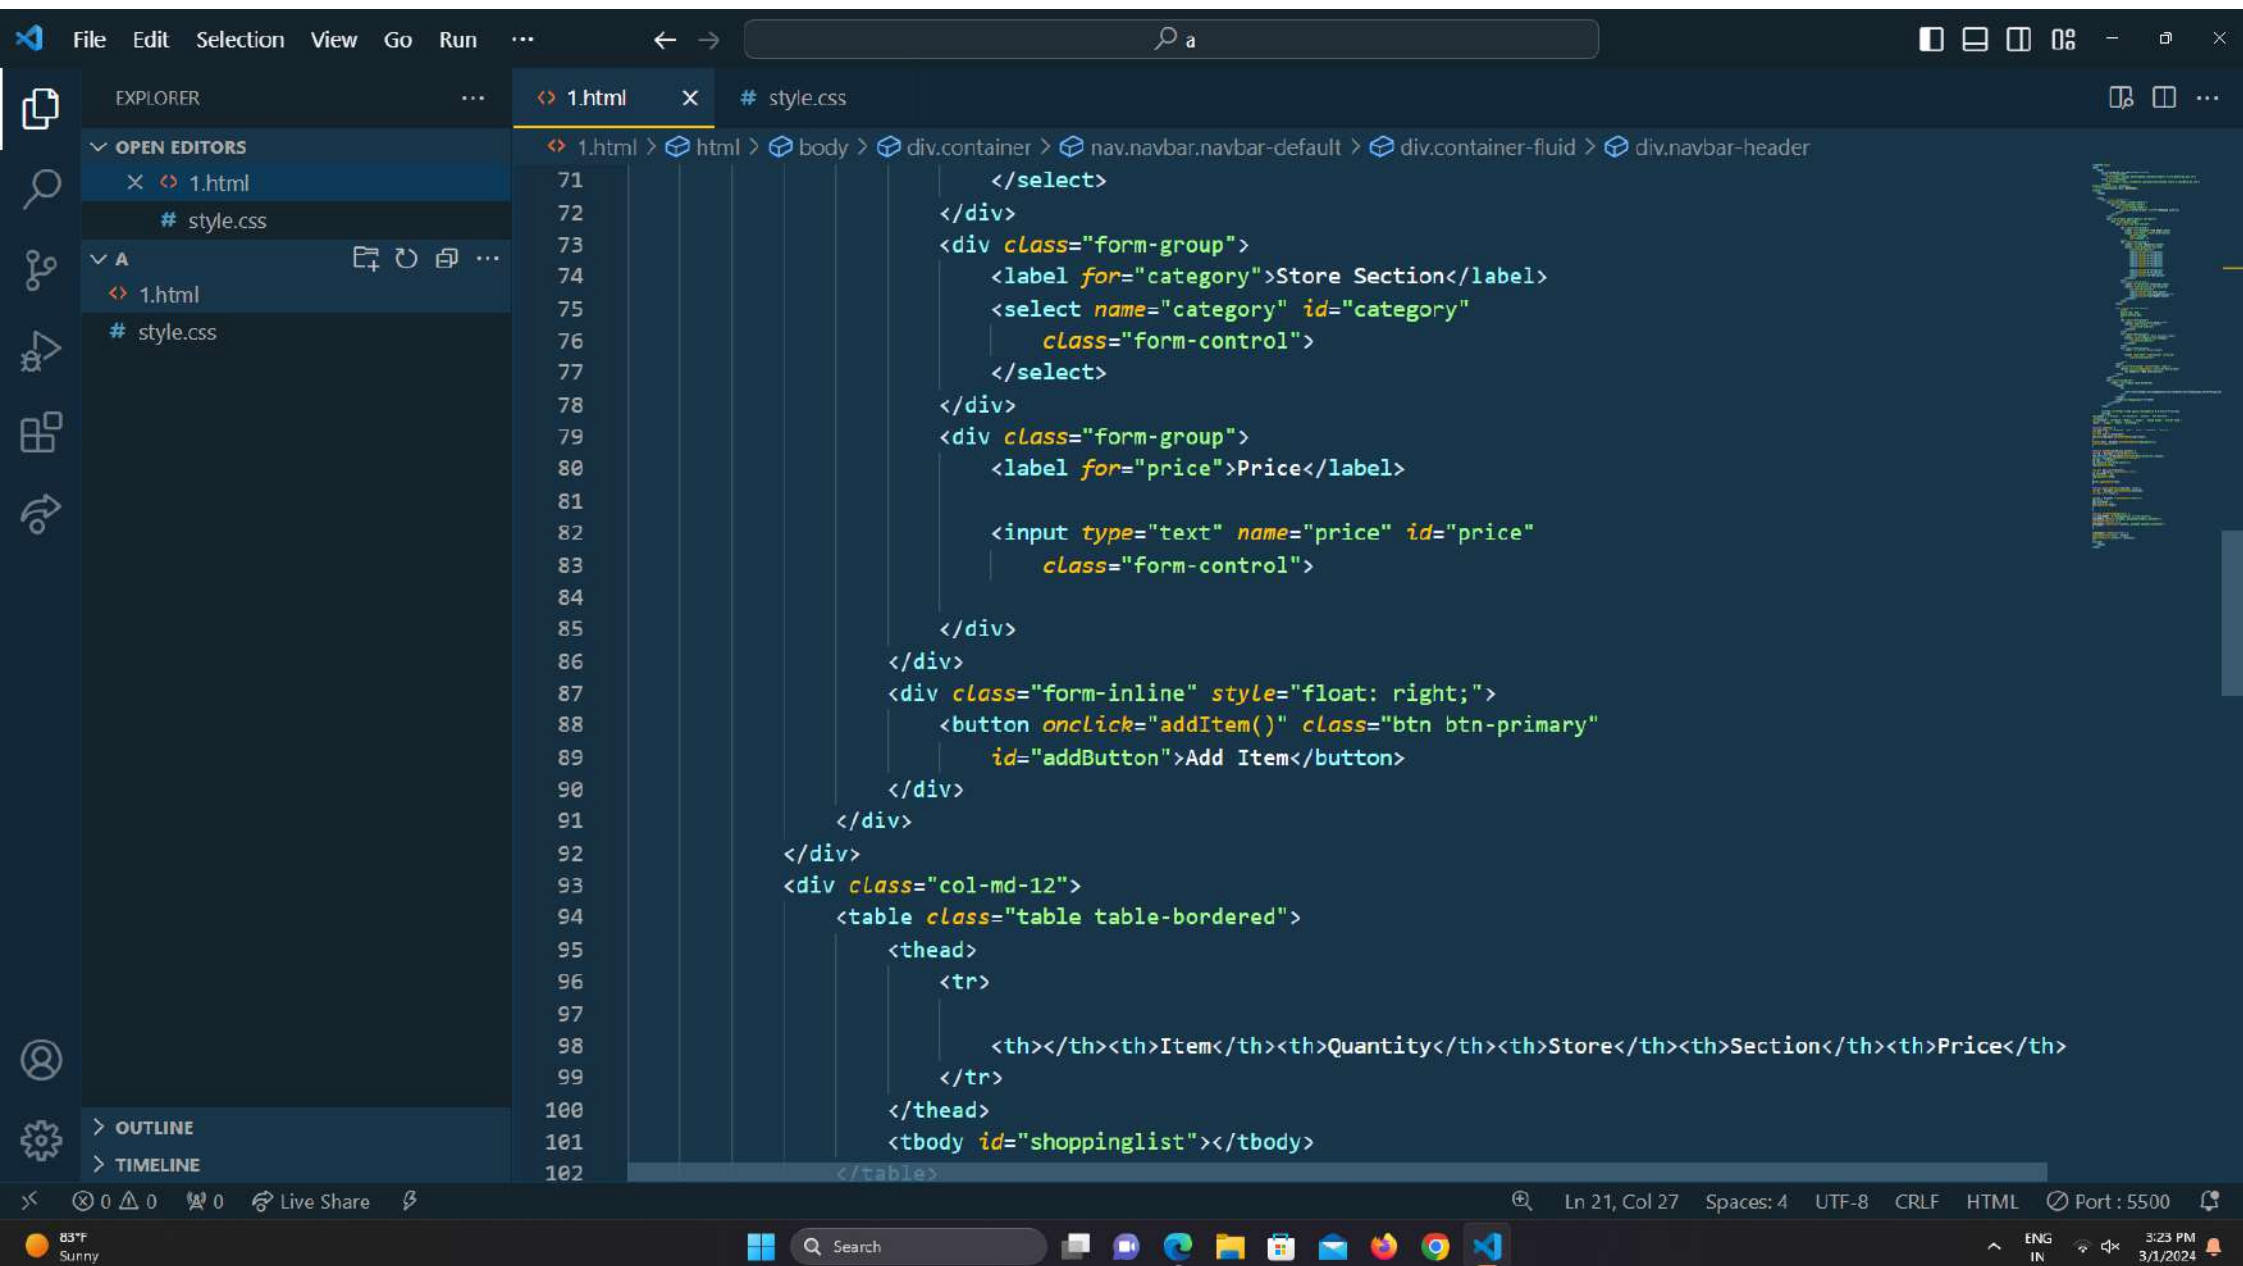 File Edit Selection View Go Run ··· a
EXPLORER ···
OPEN EDITORS
1.html
# style.css
A
1.html
# style.css
OUTLINE
TIMELINE
1.html # style.css
1.html > html > body > div.container > nav.navbar.navbar-default > div.container-fluid > div.navbar-header
71 </select>
72 </div>
73 <div class="form-group">
74 <label for="category">Store Section</label>
75 <select name="category" id="category"
76 class="form-control">
77 </select>
78 </div>
79 <div class="form-group">
80 <label for="price">Price</label>
81
82 <input type="text" name="price" id="price"
83 class="form-control">
84
85 </div>
86 </div>
87 <div class="form-inline" style="float: right;">
88 <button onclick="addItem()" class="btn btn-primary"
89 id="addButton">Add Item</button>
90 </div>
91 </div>
92 </div>
93 <div class="col-md-12">
94 <table class="table table-bordered">
95 <thead>
96 <tr>
97
98 <th></th><th>Item</th><th>Quantity</th><th>Store</th><th>Section</th><th>Price</th>
99 </tr>
100 </thead>
101 <tbody id="shoppinglist"></tbody>
102 </table>
0 0 0 Live Share Ln 21, Col 27 Spaces: 4 UTF-8 CRLF HTML Port : 5500
83°F
Sunny
Search
ENG
IN
3:23 PM
3/1/2024